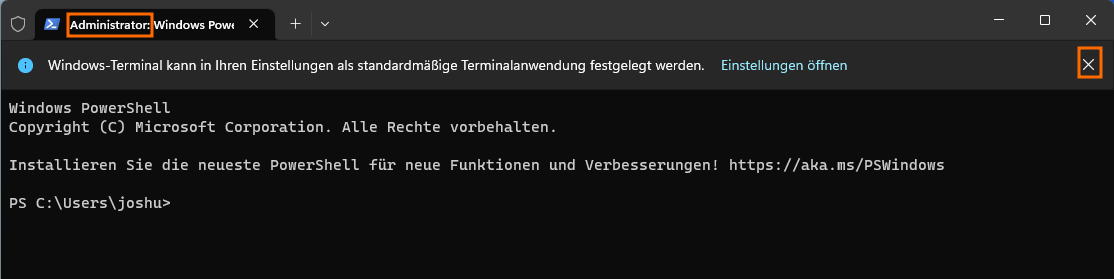 Administrator: Windows Powe
Windows-Terminal kann in Ihren Einstellungen als standardmäßige Terminalanwendung festgelegt werden. Einstellungen öffnen
Windows PowerShell
Copyright (C) Microsoft Corporation. Alle Rechte vorbehalten.
Installieren Sie die neueste PowerShell für neue Funktionen und Verbesserungen! https://aka.ms/PSWindows
PS C:\Users\joshu>